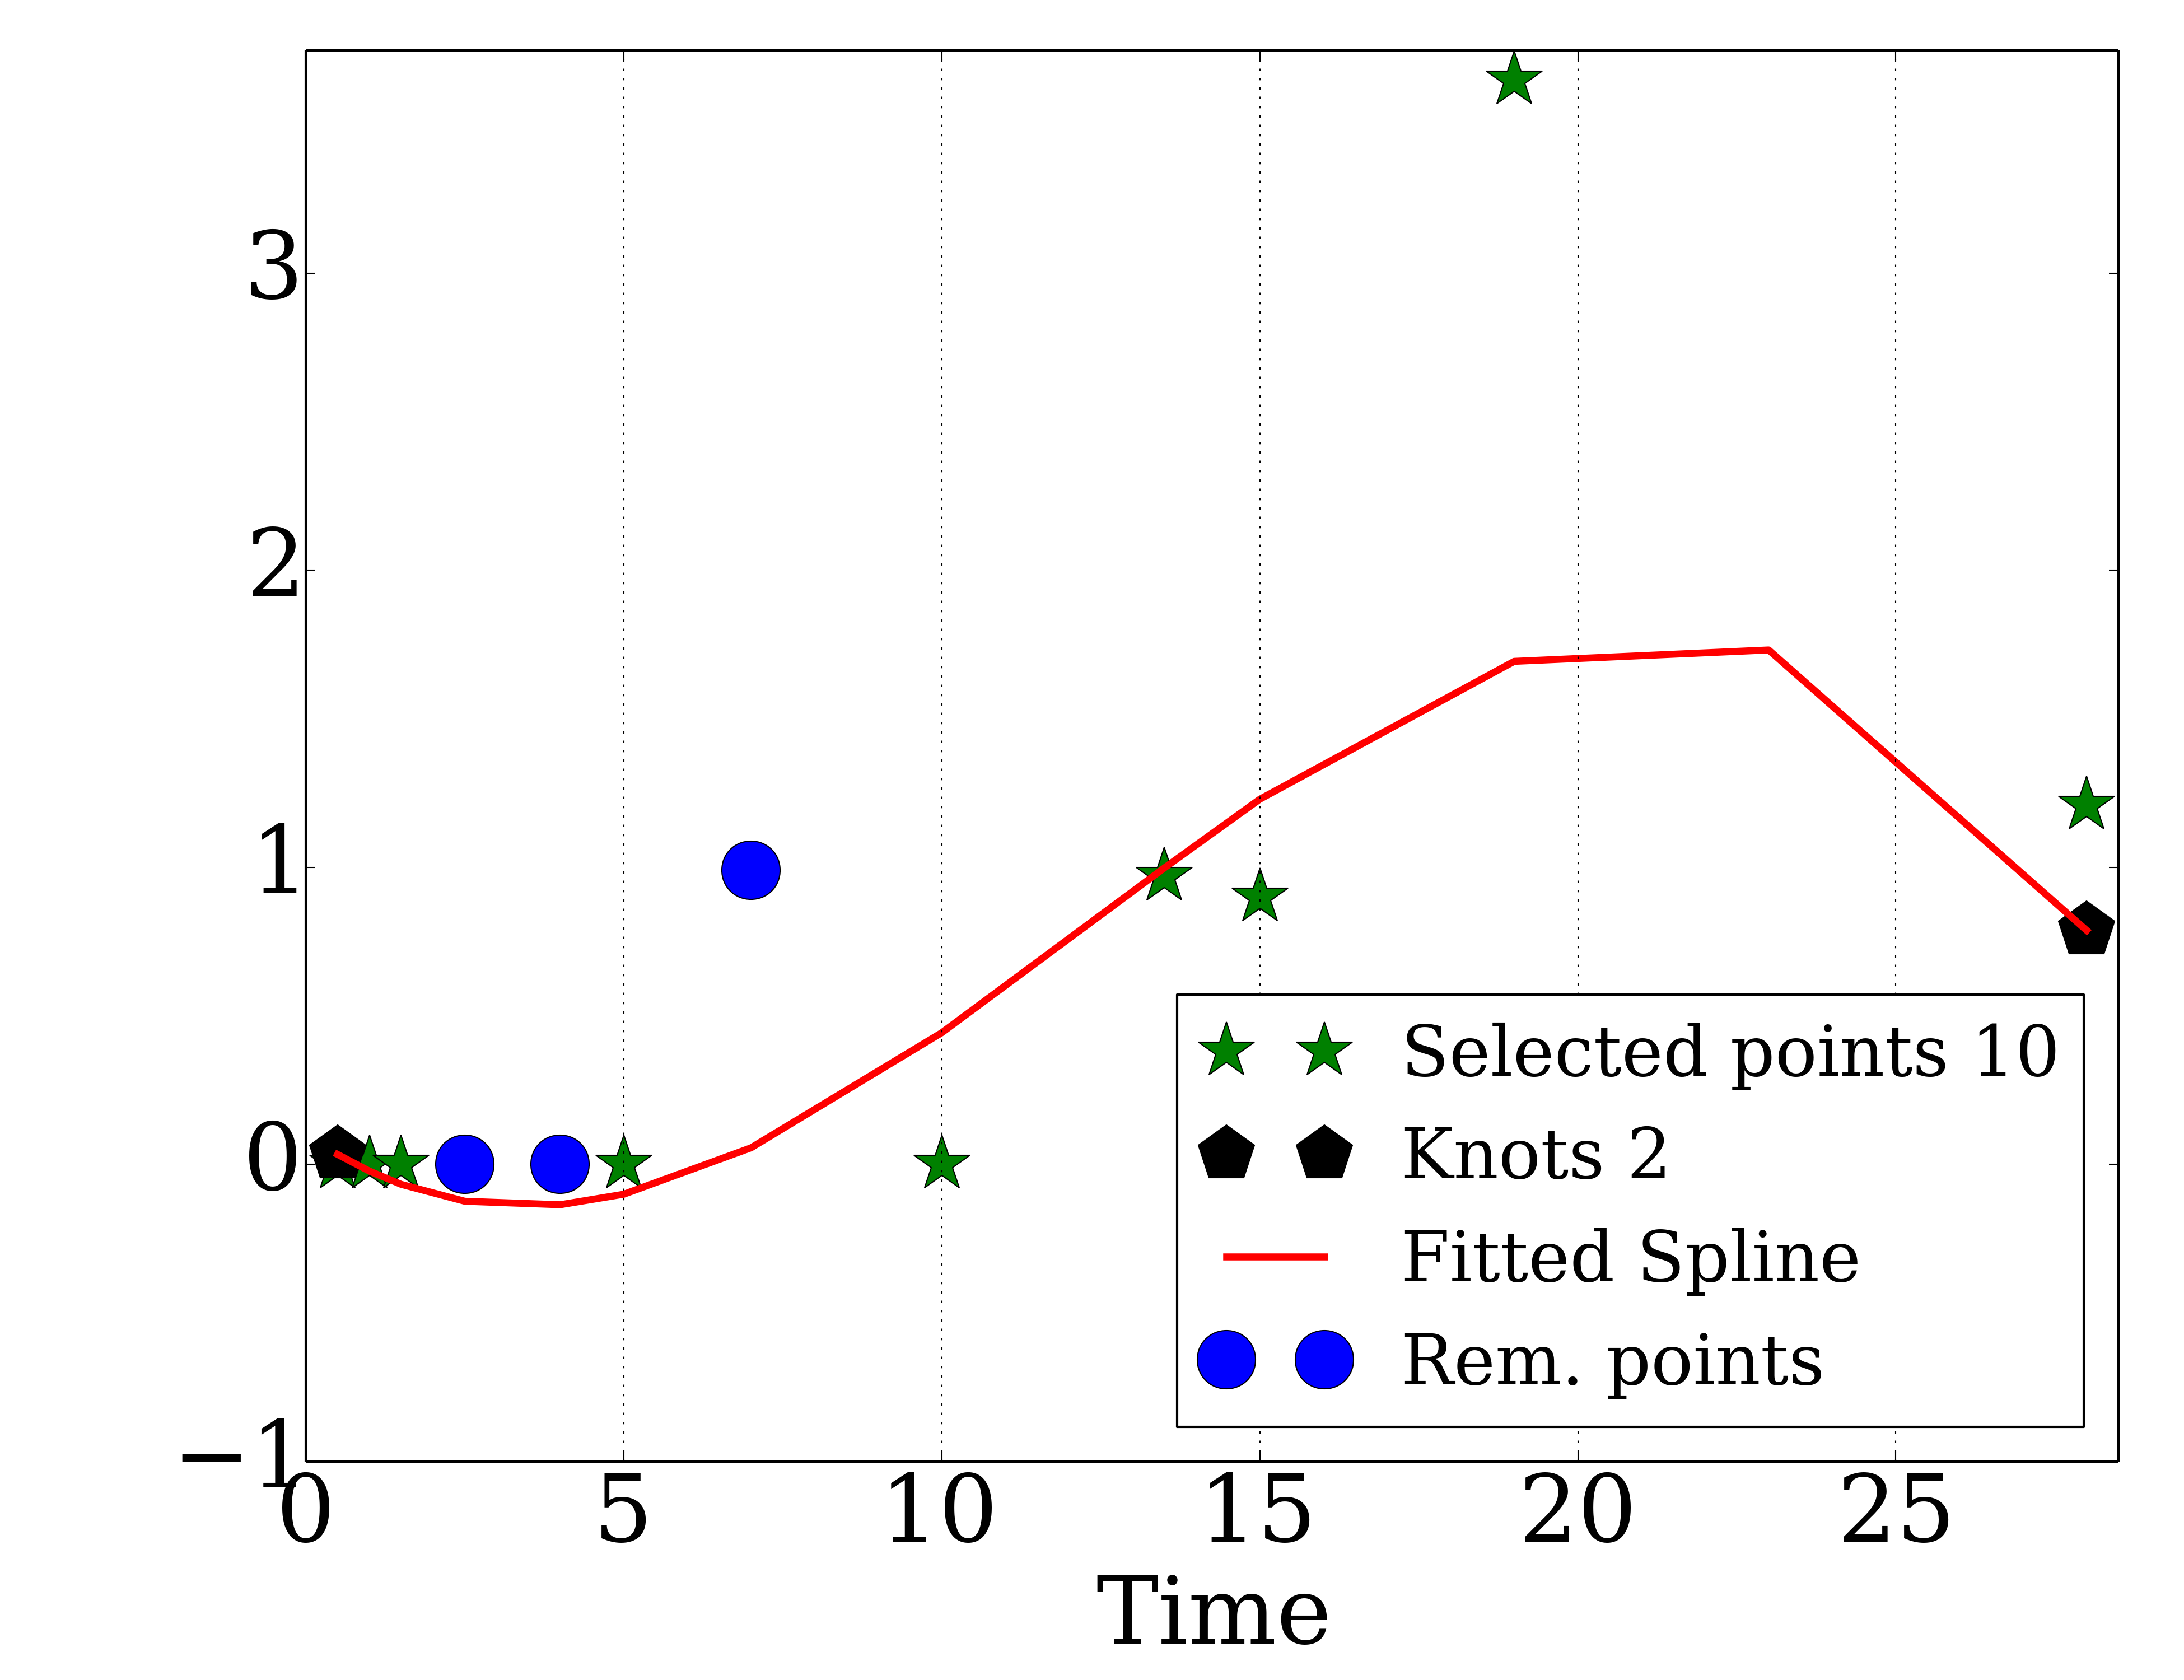 3
2
1
0
−1
0 5 10 15 20 25
Time
Selected points 10
Knots 2
Fitted Spline
Rem. points